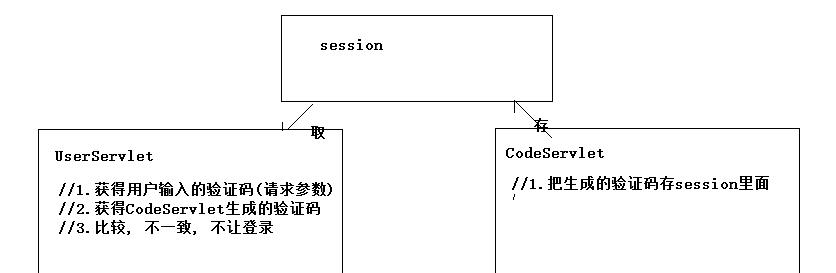 session
取
存
UserServlet
//1.获得用户输入的验证码(请求参数)
//2.获得CodeServlet生成的验证码
//3.比较, 不一致, 不让登录
CodeServlet
//1.把生成的验证码存session里面
/